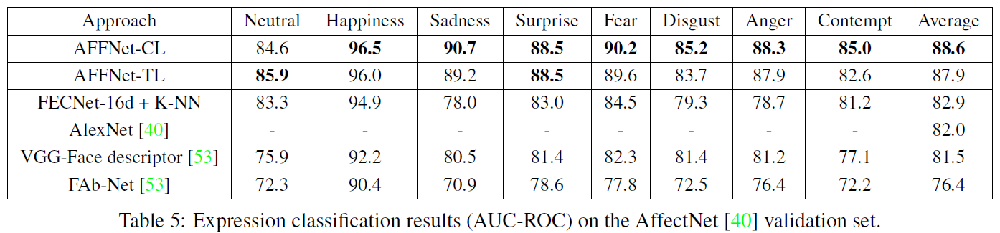 Approach Neutral Happiness Sadness Surprise Fear Disgust Anger Contempt Average
AFFNet-CL 84.6 96.5 90.7 88.5 90.2 85.2 88.3 85.0 88.6
AFFNet-TL 85.9 96.0 89.2 88.5 89.6 83.7 87.9 82.6 87.9
FECNet-16d + K-NN 83.3 94.9 78.0 83.0 84.5 79.3 78.7 81.2 82.9
AlexNet [40] - - - - - - - - 82.0
VGG-Face descriptor [53] 75.9 92.2 80.5 81.4 82.3 81.4 81.2 77.1 81.5
FAb-Net [53] 72.3 90.4 70.9 78.6 77.8 72.5 76.4 72.2 76.4
Table 5: Expression classification results (AUC-ROC) on the AffectNet [40] validation set.